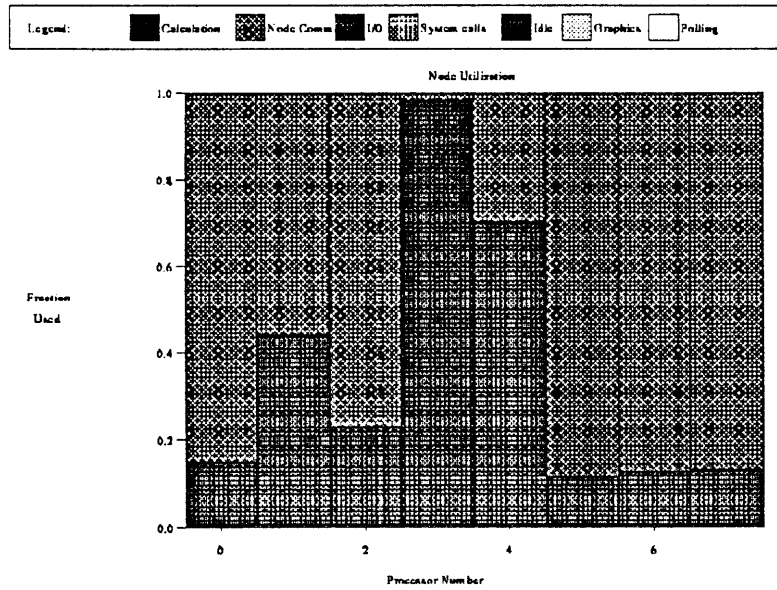 Legend: Calculation Node Comm I/O System calls Idle Graphics Polling
Node Utilization
1.0
0.8
0.6
Fraction
Used
0.4
0.2
0.0
0 2 4 6
Processor Number